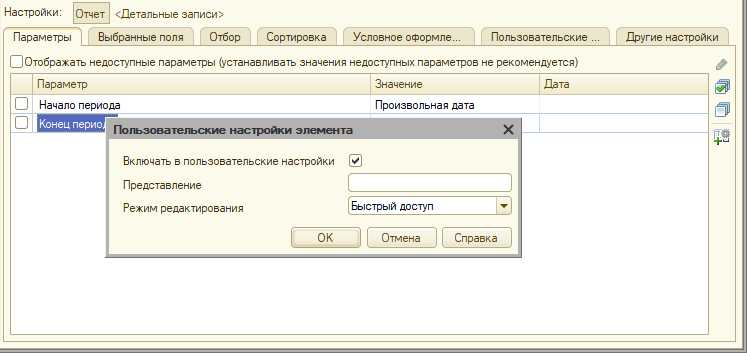 Настройки: Отчет <Детальные записи>
Параметры Выбранные поля Отбор Сортировка Условное оформле... Пользовательские ... Другие настройки
Отображать недоступные параметры (устанавливать значения недоступных параметров не рекомендуется)
Параметр Значение Дата
Начало периода Произвольная дата
Конец период
Пользовательские настройки элемента
Включать в пользовательские настройки
Представление
Режим редактирования Быстрый доступ
OK Отмена Справка